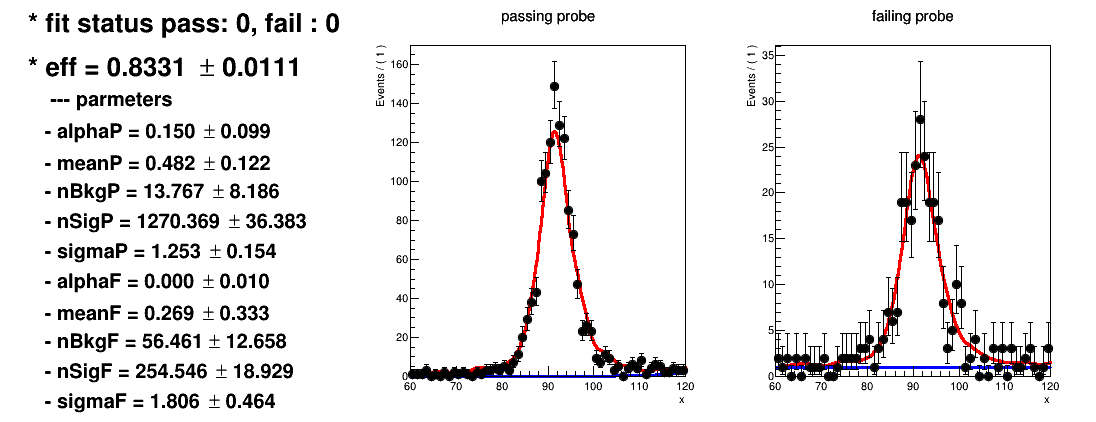 * fit status pass: 0, fail : 0
* eff = 0.8331 ± 0.0111
--- parmeters
- alphaP = 0.150 ± 0.099
- meanP = 0.482 ± 0.122
- nBkgP = 13.767 ± 8.186
- nSigP = 1270.369 ± 36.383
- sigmaP = 1.253 ± 0.154
- alphaF = 0.000 ± 0.010
- meanF = 0.269 ± 0.333
- nBkgF = 56.461 ± 12.658
- nSigF = 254.546 ± 18.929
- sigmaF = 1.806 ± 0.464
passing probe
Events / ( 1 )
160
140
120
100
80
60
40
20
0
60 70 80 90 100 110 120
x
failing probe
Events / ( 1 )
35
30
25
20
15
10
5
0
60 70 80 90 100 110 120
x